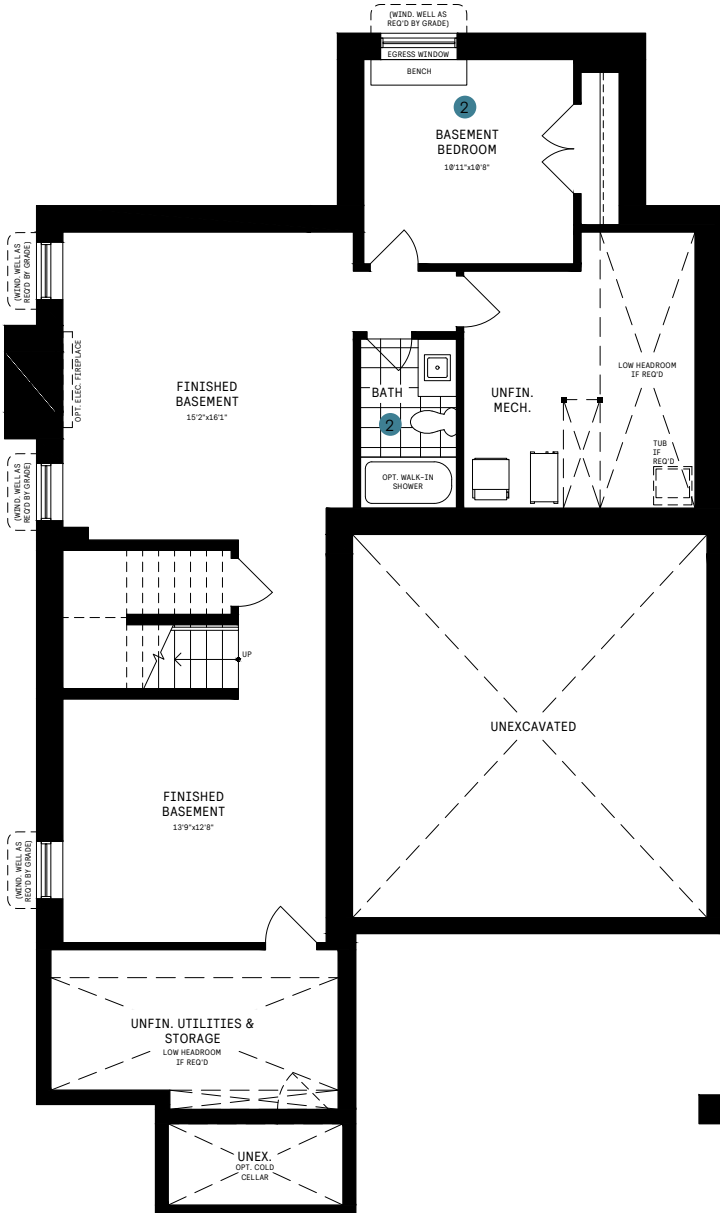 (WIND. WELL AS
REQ'D BY GRADE)
EGRESS WINDOW
BENCH
2
BASEMENT
BEDROOM
10'11"x10'8"
(WIND. WELL AS
REQ'D BY GRADE)
OPT. ELEC. FIREPLACE
FINISHED
BASEMENT
15'2"x16'1"
BATH
2
OPT. WALK-IN
SHOWER
UNFIN.
MECH.
LOW HEADROOM
IF REQ'D
TUB
IF
REQ'D
(WIND. WELL AS
REQ'D BY GRADE)
UP
UNEXCAVATED
FINISHED
BASEMENT
13'9"x12'8"
(WIND. WELL AS
REQ'D BY GRADE)
UNFIN. UTILITIES &
STORAGE
LOW HEADROOM
IF REQ'D
UNEX.
OPT. COLD
CELLAR